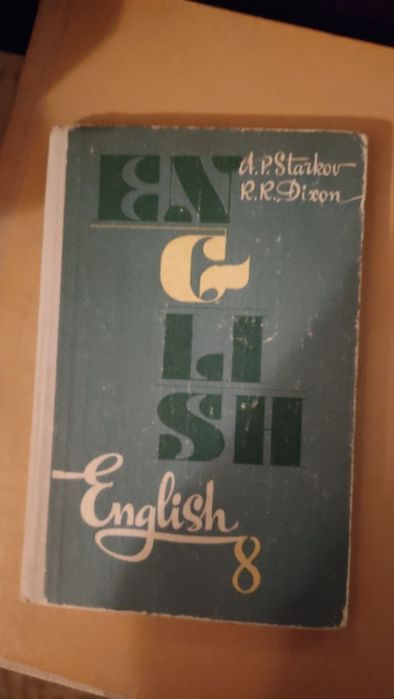 A.P. Starkov
R.R. Dixon
EN
G
LI
SH
English
8